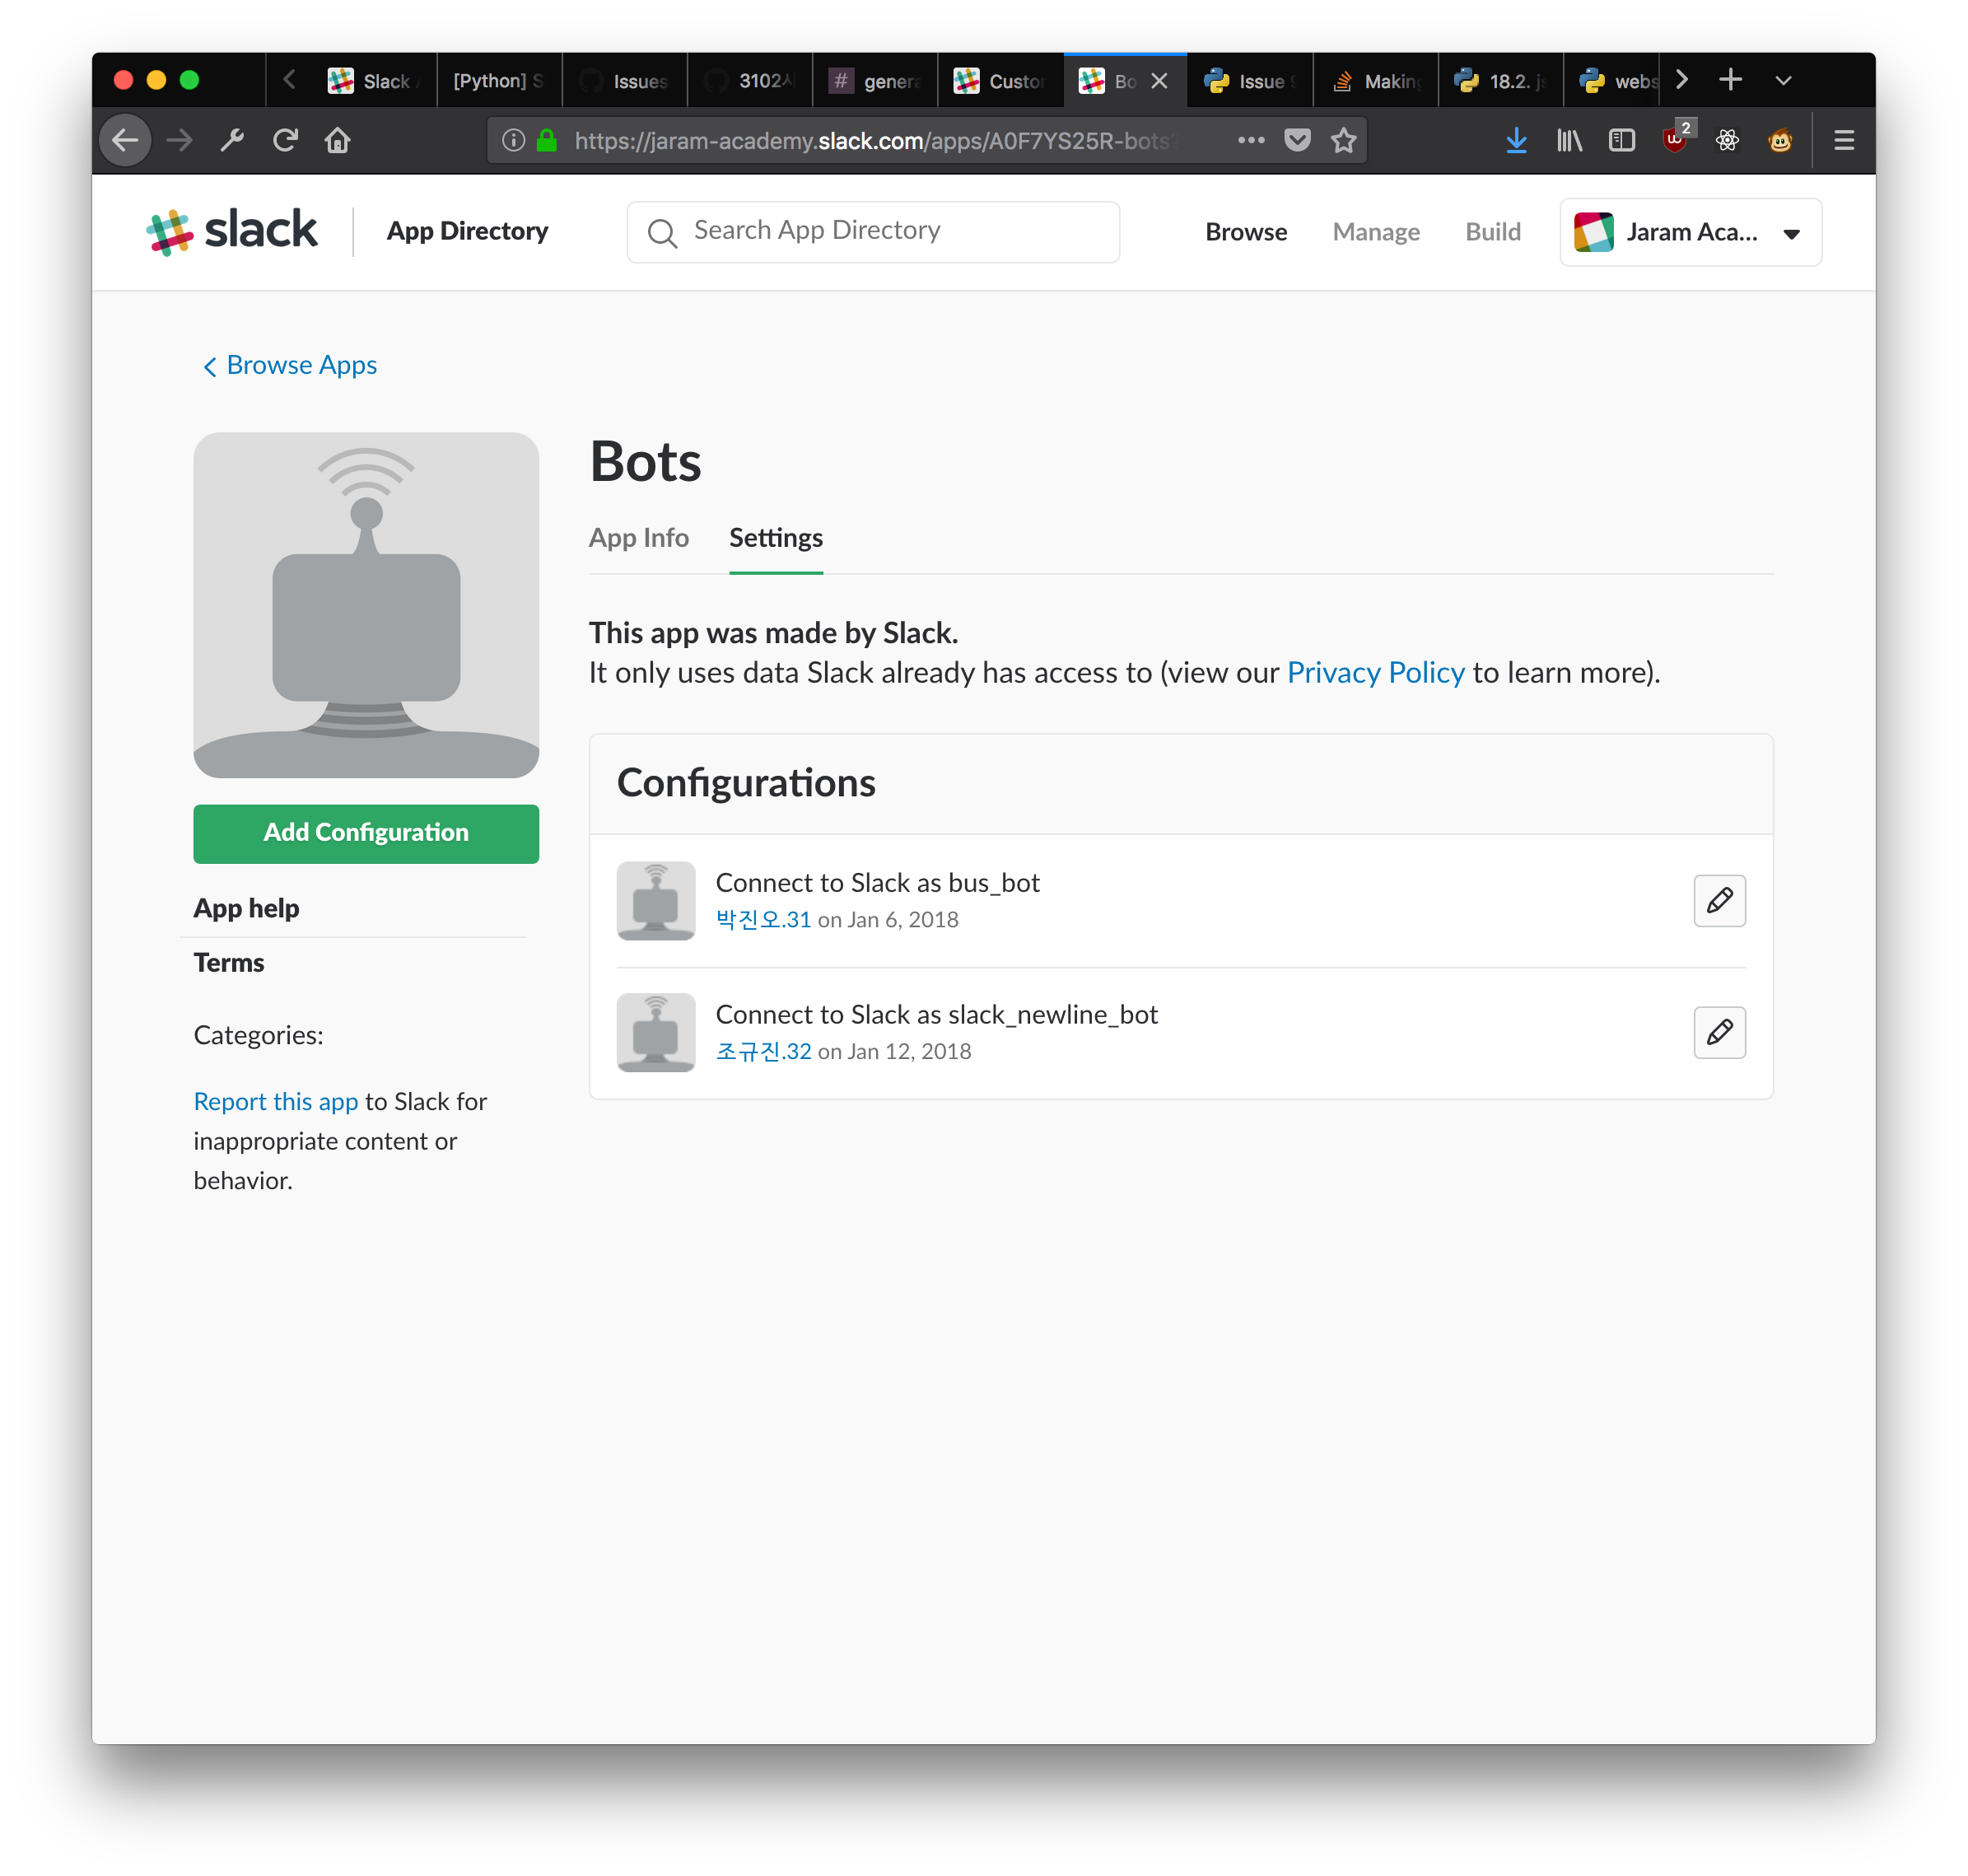 Slack
[Python] S
Issues
3102
genera
Custor
Bo
Issue
Making
18.2. js
webs
https://jaram-academy.slack.com/apps/A0F7YS25R-bots
2
slack
App Directory
Search App Directory
Browse
Manage
Build
Jaram Aca...
Browse Apps
Bots
App Info
Settings
This app was made by Slack.
It only uses data Slack already has access to (view our Privacy Policy to learn more).
Add Configuration
App help
Terms
Categories:
Report this app to Slack for
inappropriate content or
behavior.
Configurations
Connect to Slack as bus_bot
박진오.31 on Jan 6, 2018
Connect to Slack as slack_newline_bot
조규진.32 on Jan 12, 2018